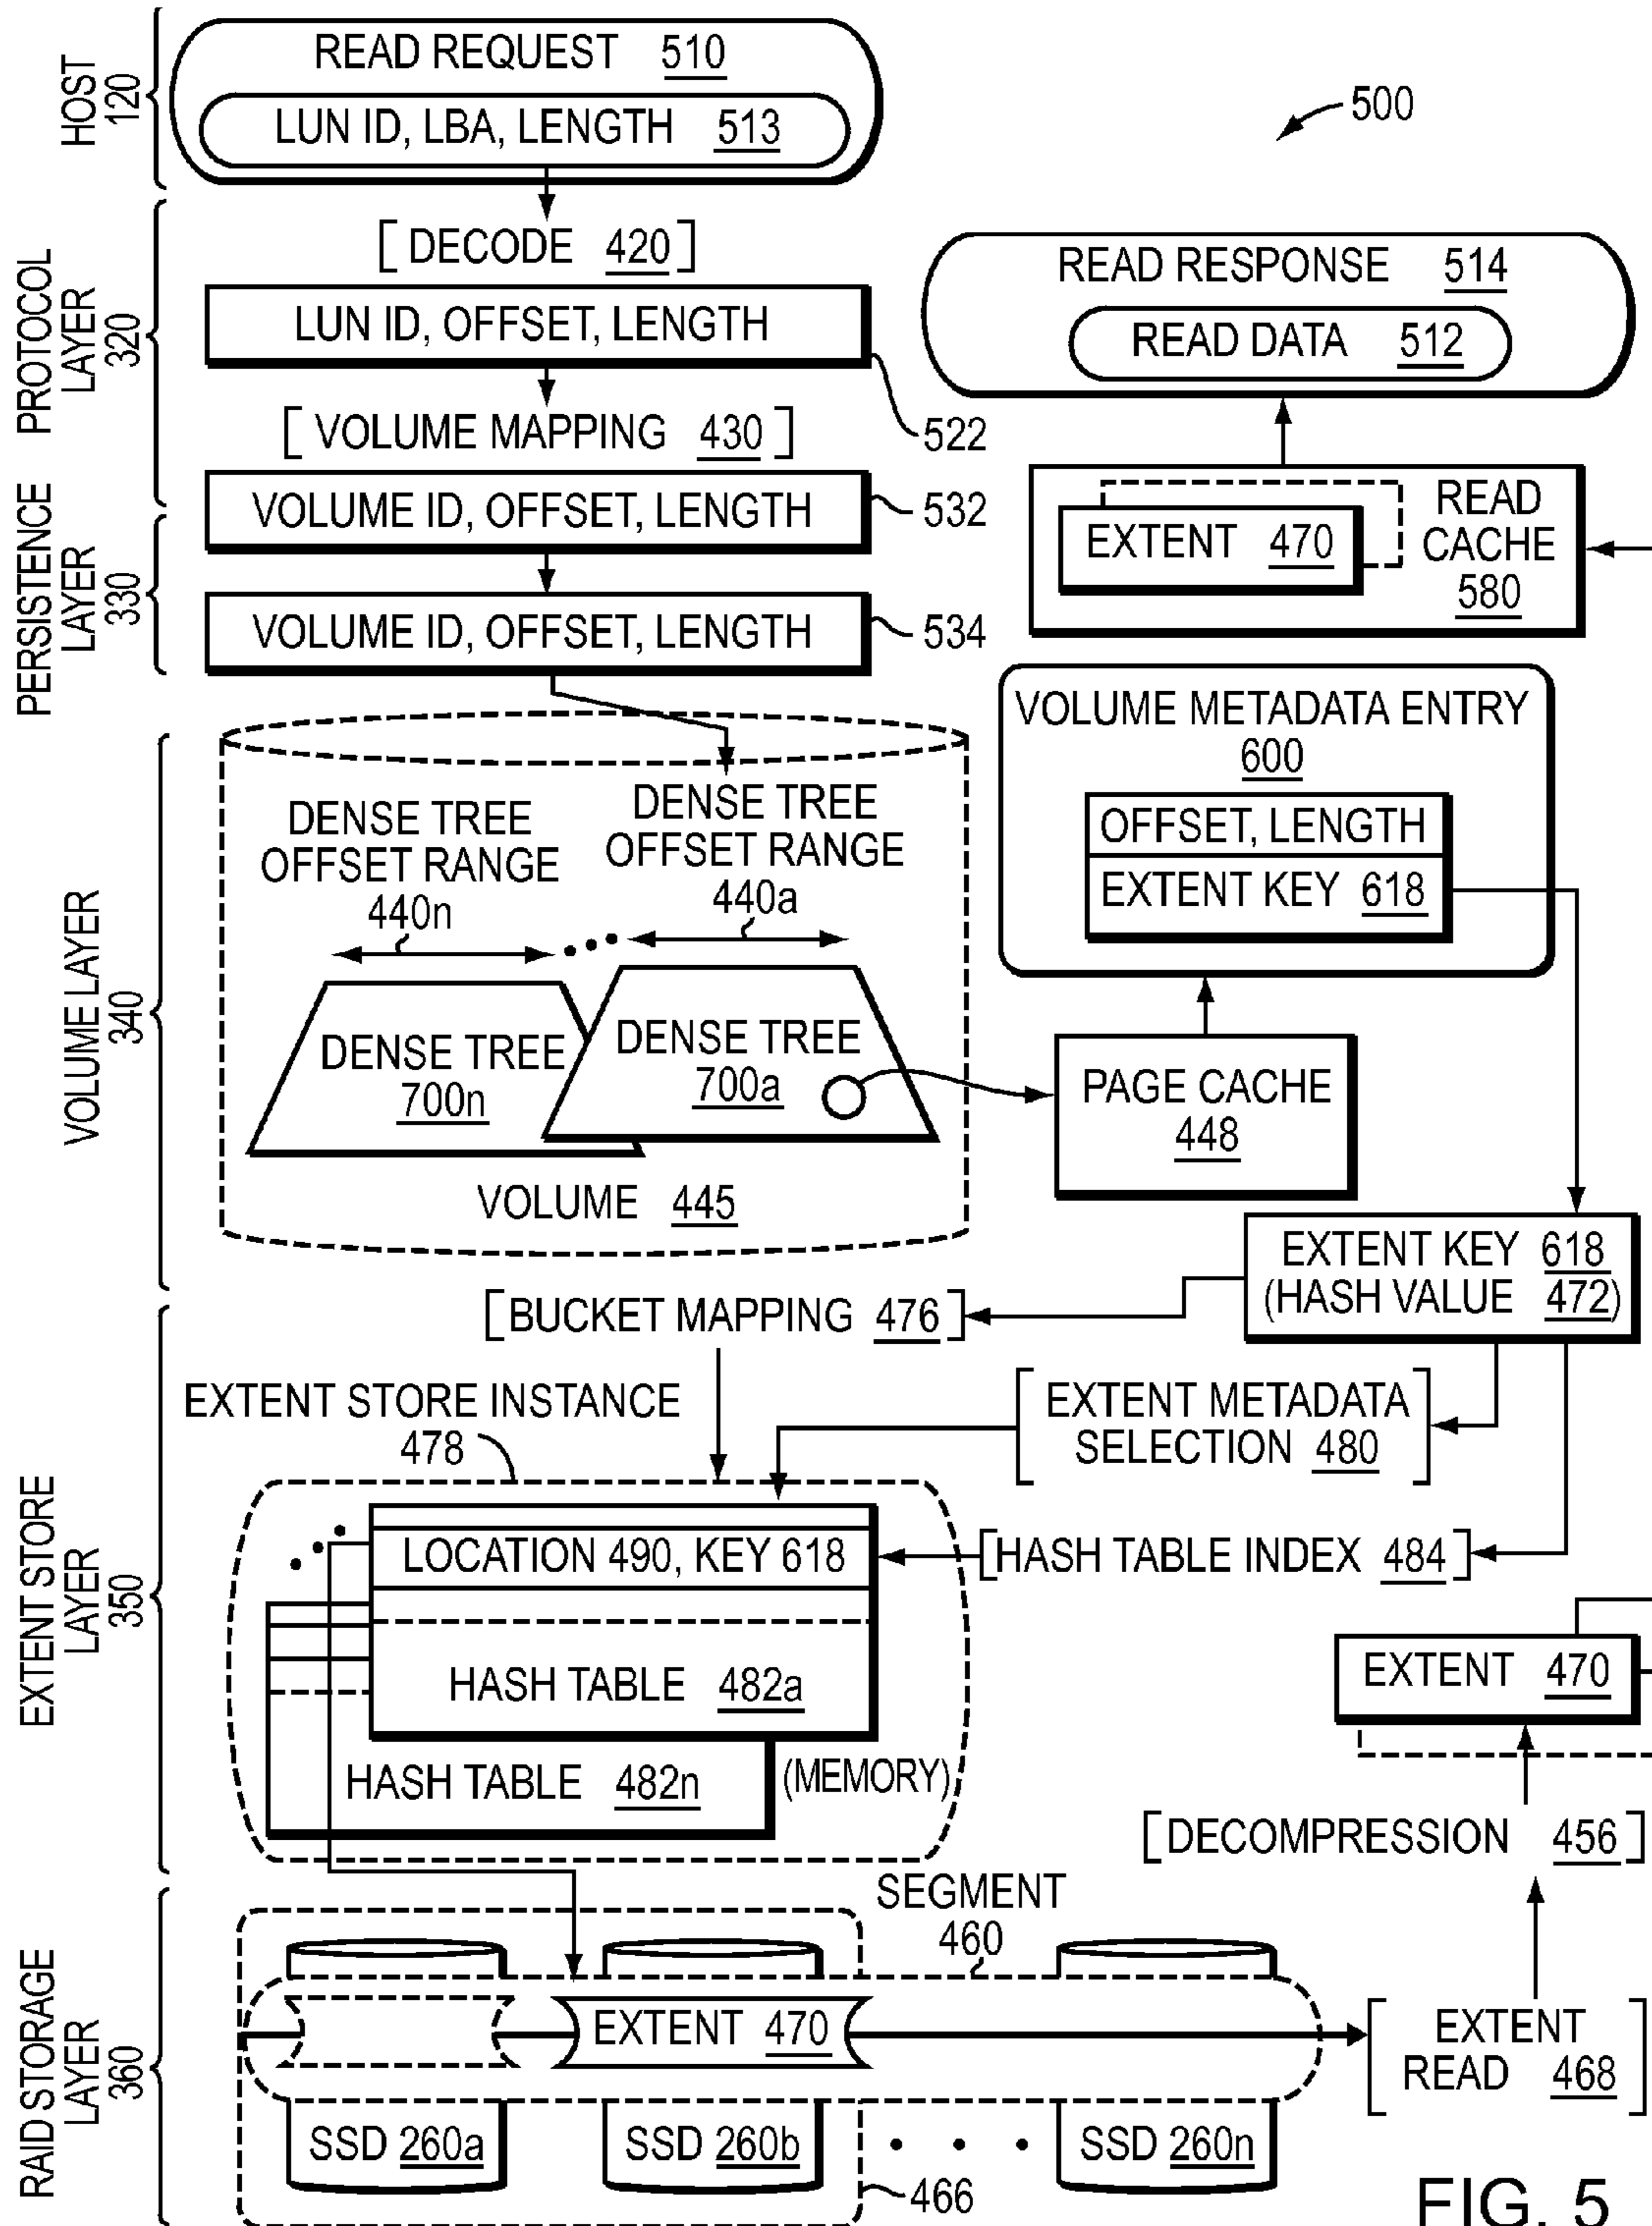 HOST
120
READ REQUEST 510
LUN ID, LBA, LENGTH 513
500
PROTOCOL
LAYER
320
[DECODE 420]
LUN ID, OFFSET, LENGTH
522
[VOLUME MAPPING 430]
VOLUME ID, OFFSET, LENGTH
532
PERSISTENCE
LAYER
330
VOLUME ID, OFFSET, LENGTH
534
READ RESPONSE 514
READ DATA 512
EXTENT 470
READ
CACHE
580
VOLUME LAYER
340
DENSE TREE
OFFSET RANGE
440n
DENSE TREE
OFFSET RANGE
440a
DENSE TREE
700n
DENSE TREE
700a
VOLUME 445
VOLUME METADATA ENTRY
600
OFFSET, LENGTH
EXTENT KEY 618
PAGE CACHE
448
EXTENT KEY 618
(HASH VALUE 472)
EXTENT STORE
LAYER
350
[BUCKET MAPPING 476]
EXTENT STORE INSTANCE
478
[EXTENT METADATA
SELECTION 480]
LOCATION 490, KEY 618
[HASH TABLE INDEX 484]
HASH TABLE 482a
HASH TABLE 482n
(MEMORY)
EXTENT 470
[DECOMPRESSION 456]
RAID STORAGE
LAYER
360
SEGMENT
460
EXTENT 470
[EXTENT
READ 468]
SSD 260a
SSD 260b
• • •
SSD 260n
466
FIG. 5